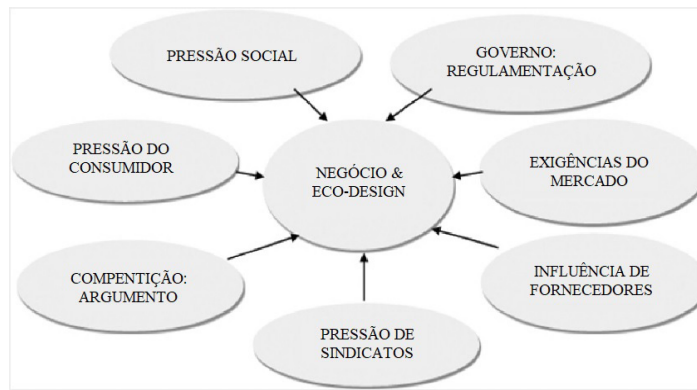 PRESSÃO SOCIAL
GOVERNO:
REGULAMENTAÇÃO
PRESSÃO DO
CONSUMIDOR
NEGÓCIO &
ECO-DESIGN
EXIGÊNCIAS DO
MERCADO
COMPENTIÇÃO:
ARGUMENTO
INFLUÊNCIA DE
FORNECEDORES
PRESSÃO DE
SINDICATOS